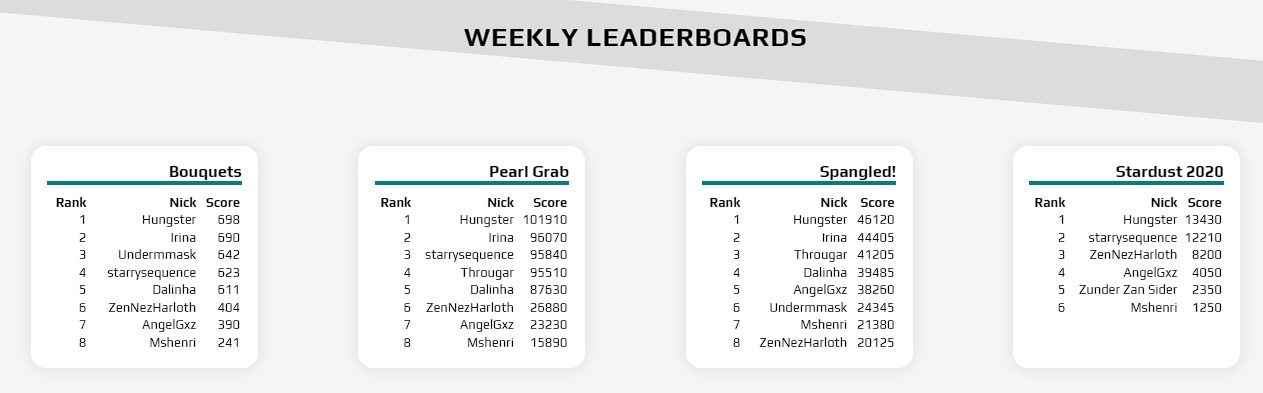 WEEKLY LEADERBOARDS
Bouquets
Rank Nick Score
1 Hungster 698
2 Irina 690
3 Undermmask 642
4 starrysequence 623
5 Dalinha 611
6 ZenNezHarloth 404
7 AngelGxz 390
8 Mshenri 241
Pearl Grab
Rank Nick Score
1 Hungster 101910
2 Irina 96070
3 starrysequence 95840
4 Througar 95510
5 Dalinha 87630
6 ZenNezHarloth 26880
7 AngelGxz 23230
8 Mshenri 15890
Spangled!
Rank Nick Score
1 Hungster 46120
2 Irina 44405
3 Througar 41205
4 Dalinha 39485
5 AngelGxz 38260
6 Undermmask 24345
7 Mshenri 21380
8 ZenNezHarloth 20125
Stardust 2020
Rank Nick Score
1 Hungster 13430
2 starrysequence 12210
3 ZenNezHarloth 8200
4 AngelGxz 4050
5 Zunder Zan Sider 2350
6 Mshenri 1250